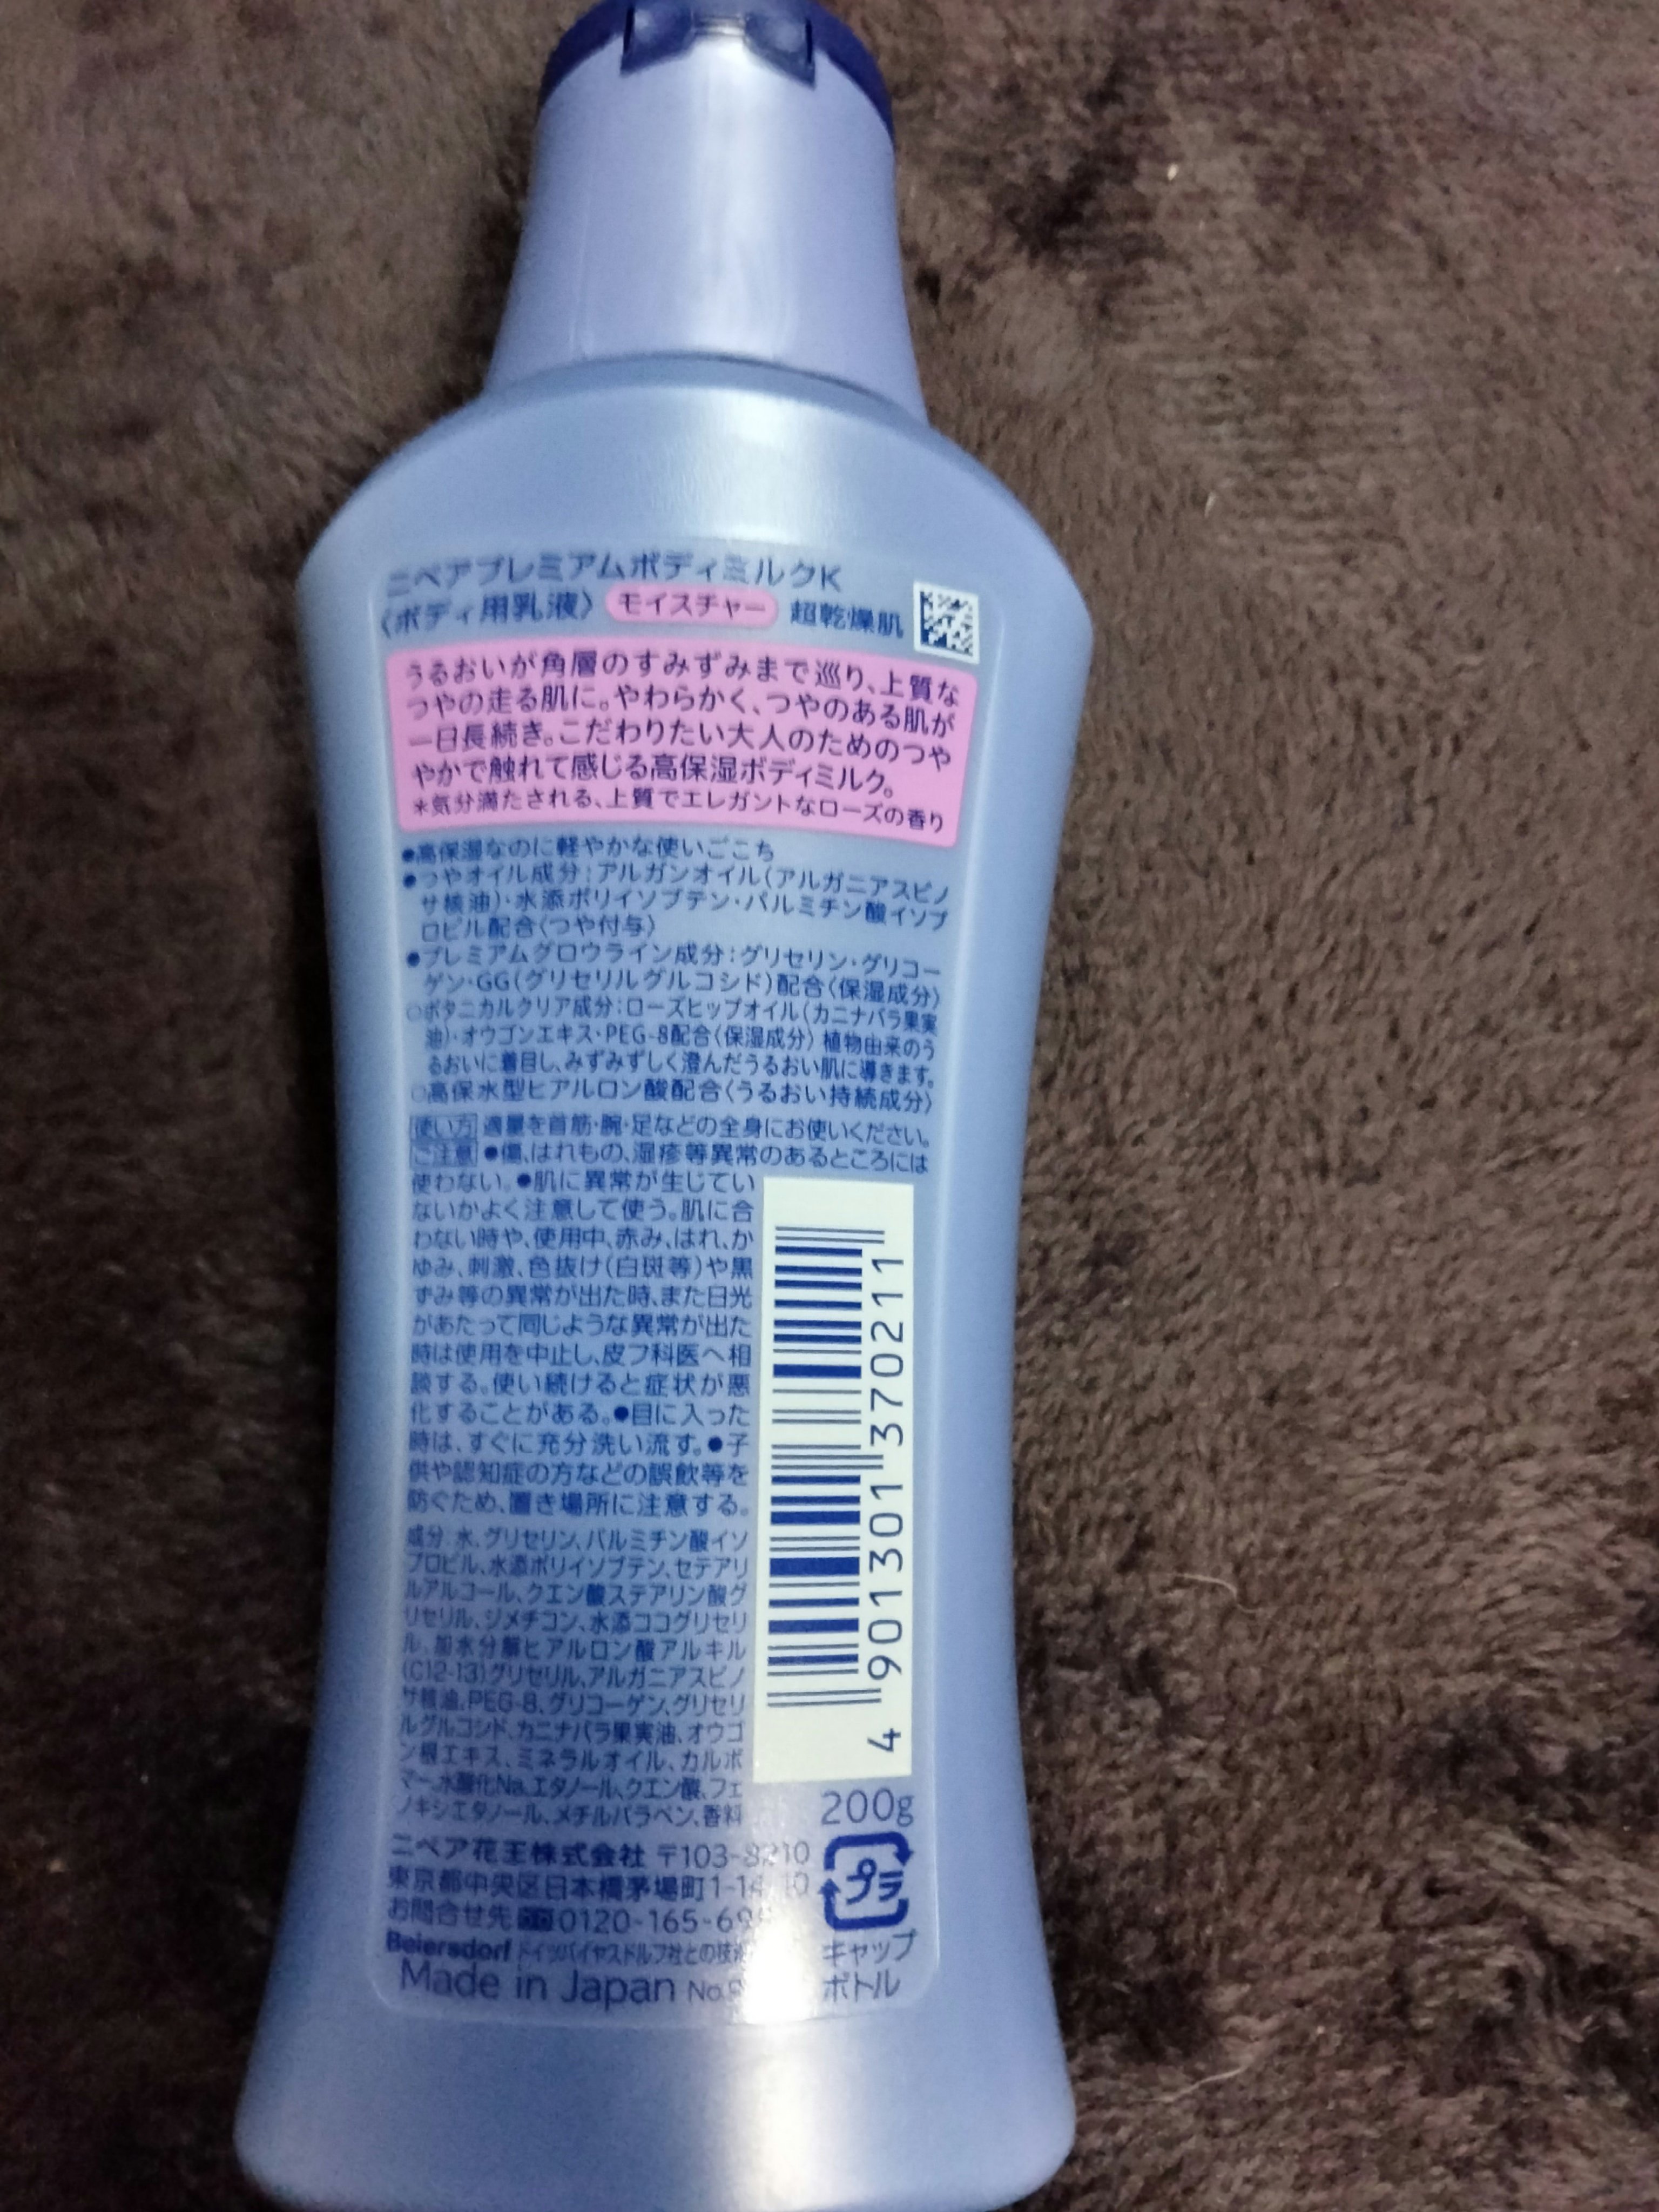 ニベアプレミアムボディミルクK
〈ボディ用乳液〉 モイスチャー 超乾燥肌
うるおいが角層のすみずみまで巡り、上質な
つやの走る肌に。やわらかく、つやのある肌が
一日長続き。こだわりたい大人のためのつや
やかで触れて感じる高保湿ボディミルク。
*気分満たされる、上質でエレガントなローズの香り
●高保湿なのに軽やかな使いごこち
●つやオイル成分:アルガンオイル(アルガニアスピノ
サ核油)・水添ポリイソブテン・パルミチン酸イソプ
ロピル配合〈つや付与〉
●プレミアムグロウライン成分:グリセリン・グリコー
ゲン・GG(グリセリルグルコシド)配合〈保湿成分〉
○ボタニカルクリア成分:ローズヒップオイル(カニナバラ果実
油)・オウゴンエキス・PEG-8配合〈保湿成分〉 植物由来のう
るおいに着目し、みずみずしく澄んだうるおい肌に導きます。
○高保水型ヒアルロン酸配合〈うるおい持続成分〉
使い方 適量を首筋・腕・足などの全身にお使いください。
ご注意 ●傷、はれもの、湿疹等異常のあるところには
使わない。●肌に異常が生じてい
ないかよく注意して使う。肌に合
わない時や、使用中、赤み、はれ、か
ゆみ、刺激、色抜け(白斑等)や黒
ずみ等の異常が出た時、また日光
があたって同じような異常が出た
時は使用を中止し、皮フ科医へ相
談する。使い続けると症状が悪
化することがある。●目に入った
時は、すぐに充分洗い流す。●子
供や認知症の方などの誤飲等を
防ぐため、置き場所に注意する。
成分:水、グリセリン、パルミチン酸イソ
プロピル、水添ポリイソブテン、セテアリ
ルアルコール、クエン酸ステアリン酸グ
リセリル、ジメチコン、水添ココグリセリ
ル、加水分解ヒアルロン酸アルキル
(C12-13)グリセリル、アルガニアスピノ
サ核油、PEG-8、グリコーゲン、グリセリ
ルグルコシド、カニナバラ果実油、オウゴ
ン根エキス、ミネラルオイル、カルボ
マー、水酸化Na、エタノール、クエン酸、フェ
ノキシエタノール、メチルパラベン、香料
4 901301 370211
200g
ニベア花王株式会社 〒103-8210
東京都中央区日本橋茅場町1-14-10
お問合せ先 0120-165-69
Beiersdorf ドイツバイヤスドルフ社との技
Made in Japan No.
プラ
キャップ
ボトル